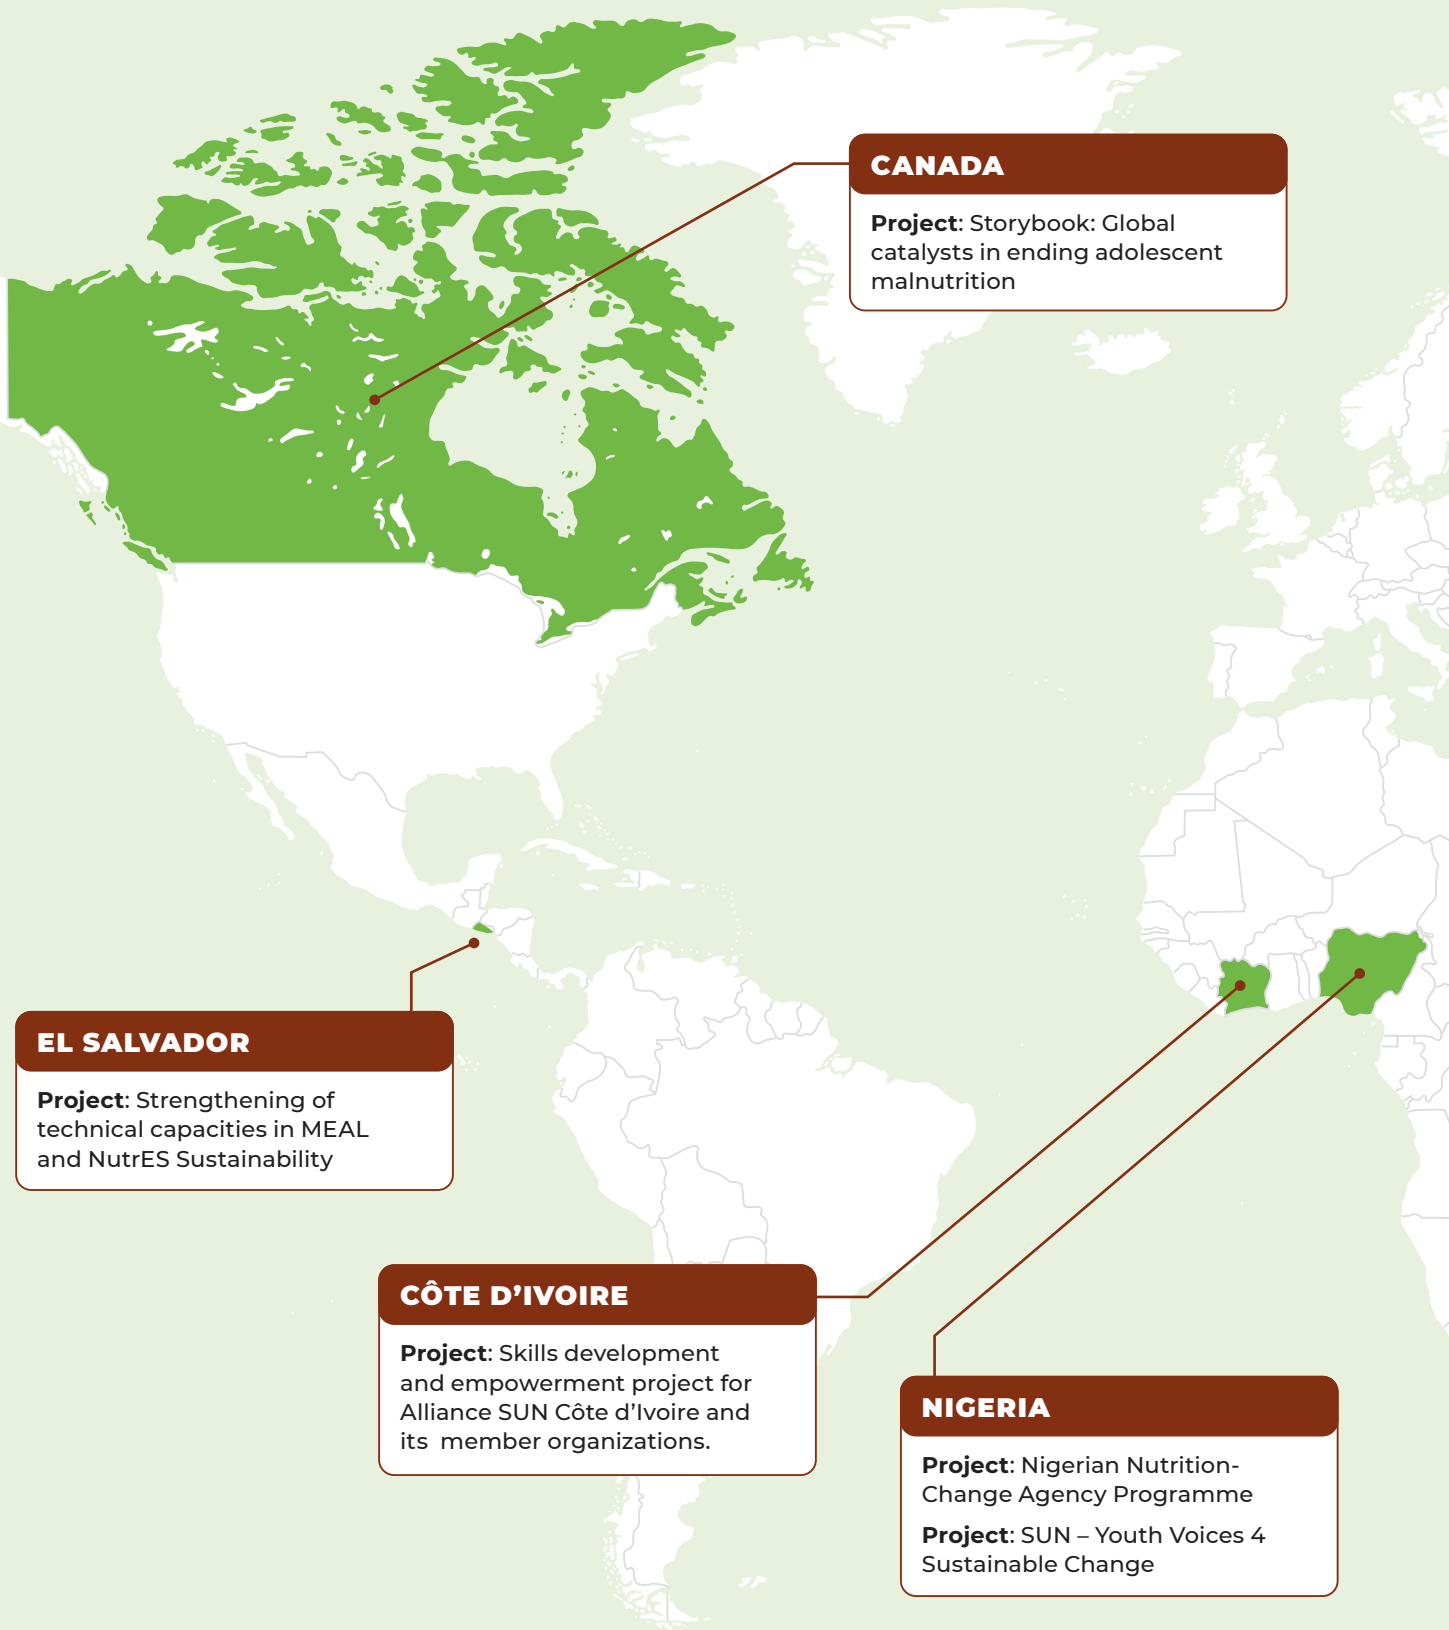 CANADA
Project: Storybook: Global
catalysts in ending adolescent
malnutrition
EL SALVADOR
Project: Strengthening of
technical capacities in MEAL
and NutrES Sustainability
CÔTE D’IVOIRE
Project: Skills development
and empowerment project for
Alliance SUN Côte d’Ivoire and
its  member organizations.
NIGERIA
Project: Nigerian Nutrition-
Change Agency Programme
Project: SUN – Youth Voices 4
Sustainable Change